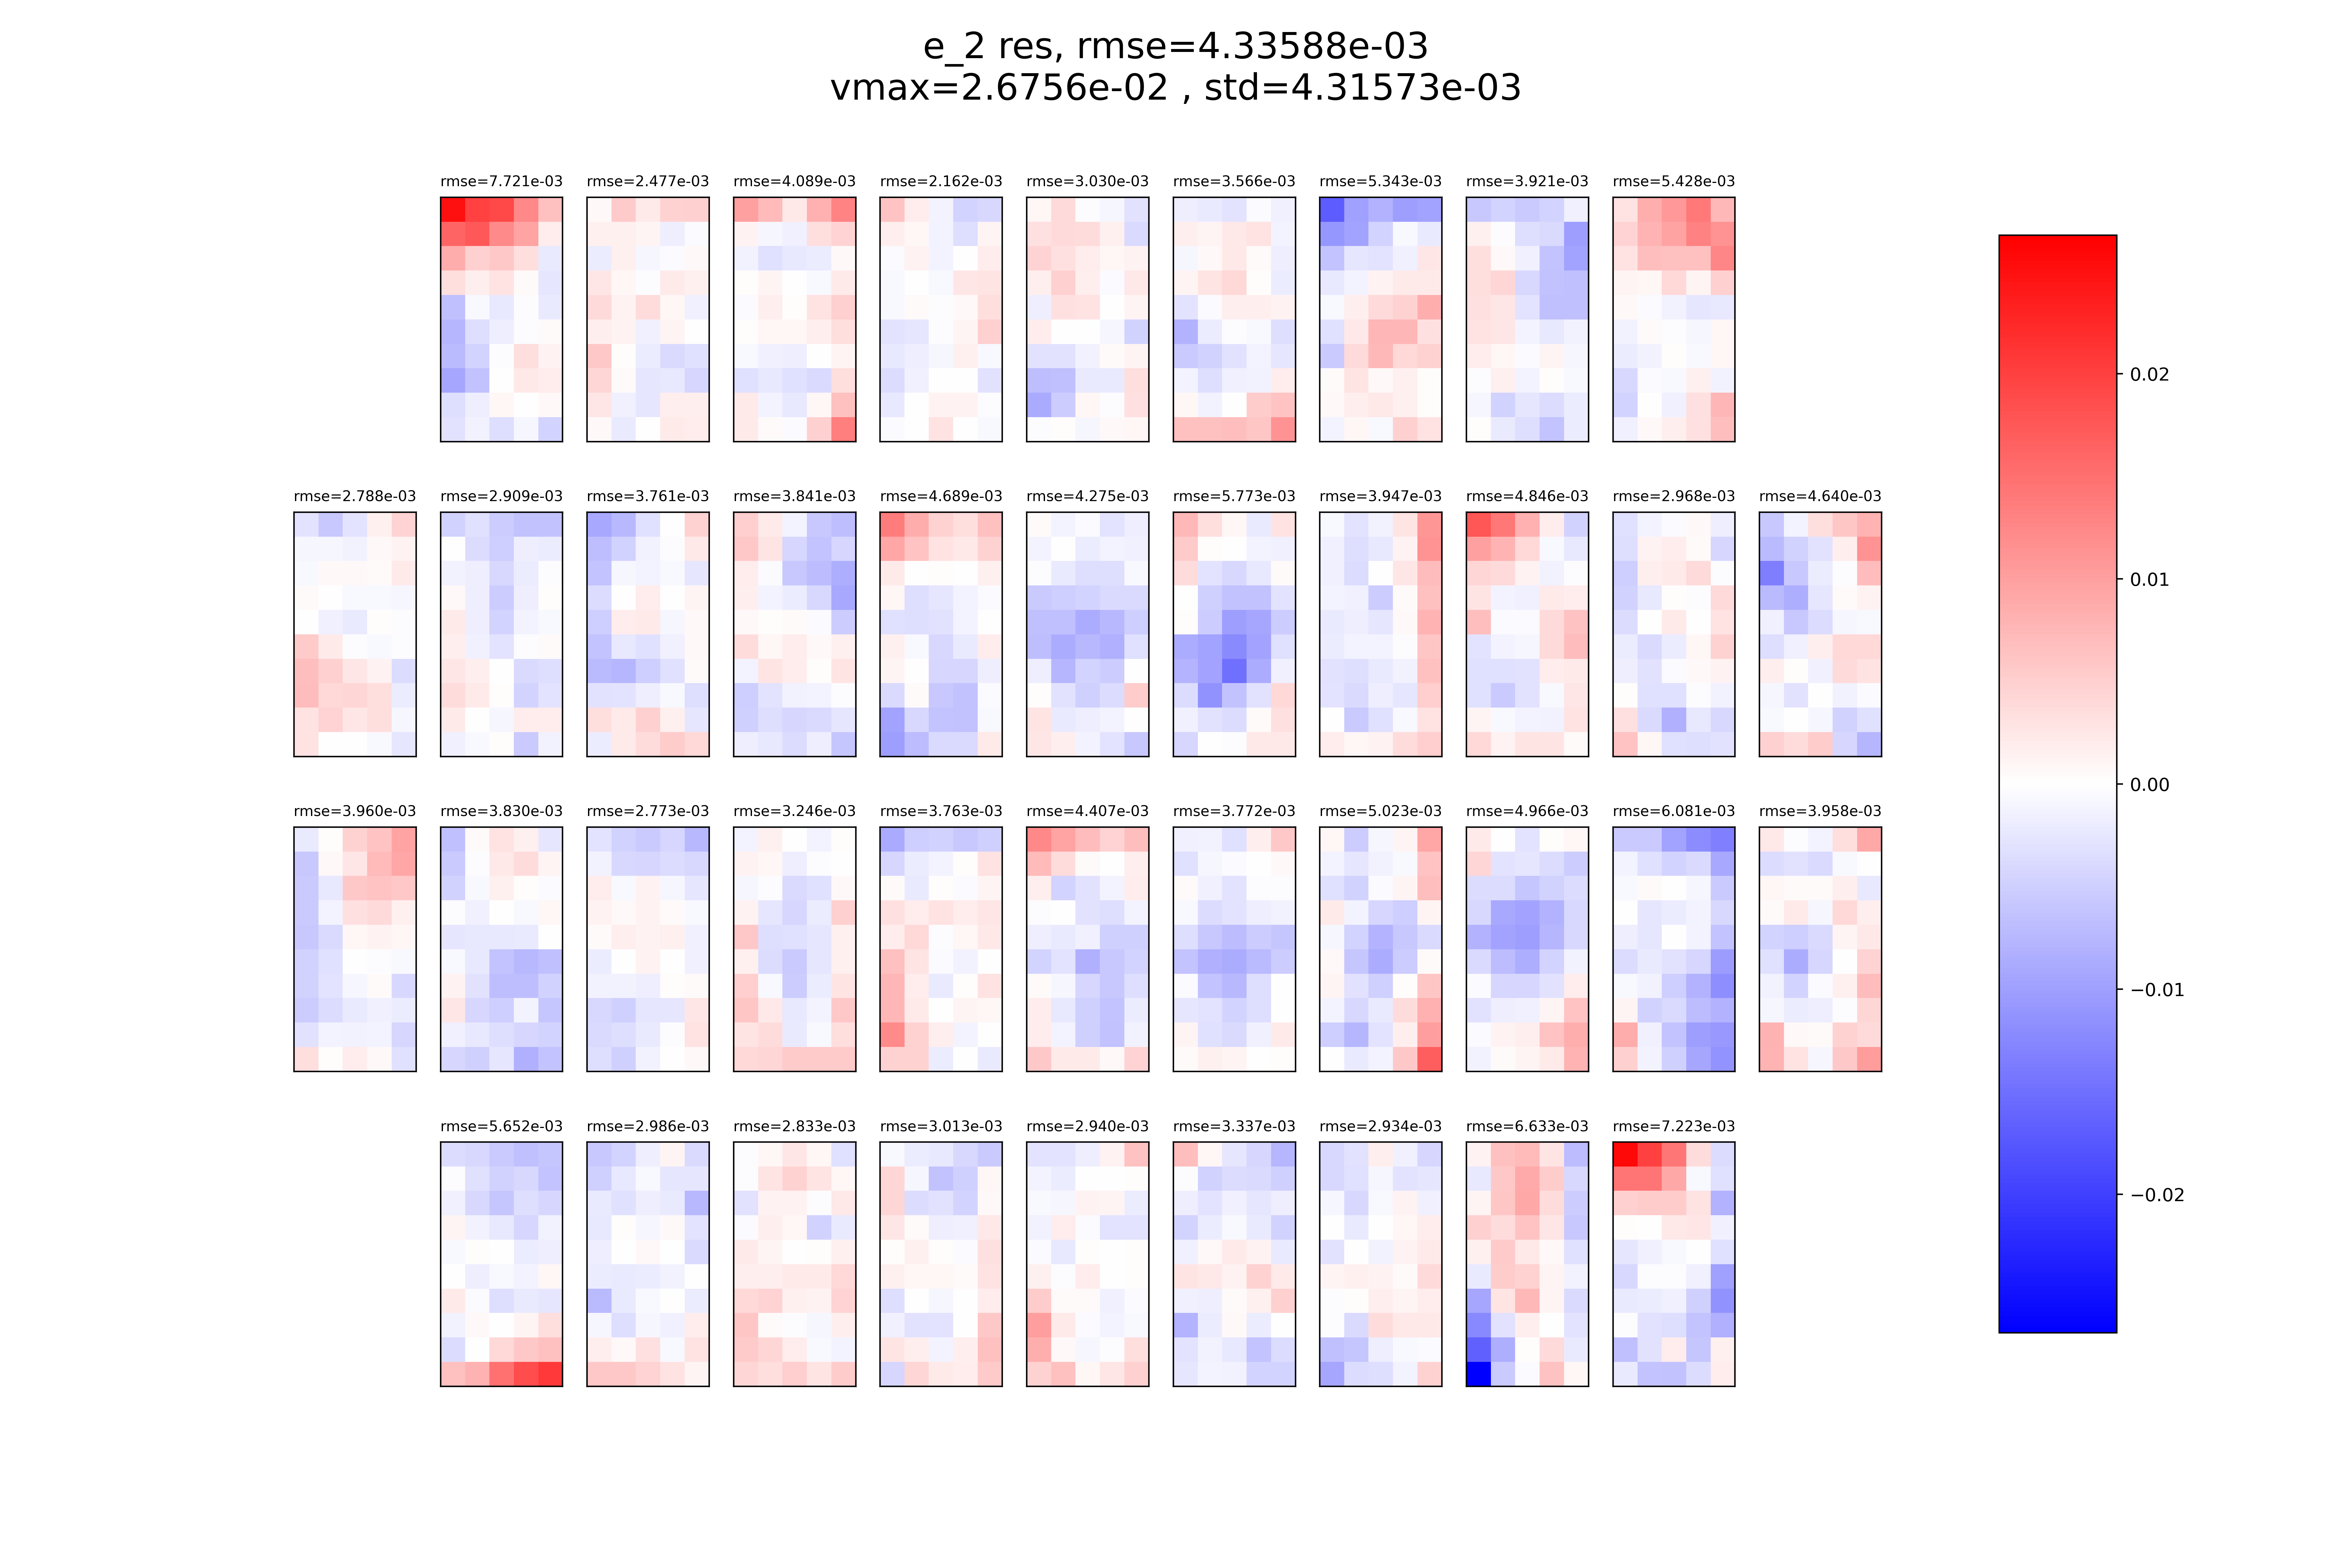 e_2 res, rmse=4.33588e-03
vmax=2.6756e-02 , std=4.31573e-03
rmse=7.721e-03 rmse=2.477e-03 rmse=4.089e-03 rmse=2.162e-03 rmse=3.030e-03 rmse=3.566e-03 rmse=5.343e-03 rmse=3.921e-03 rmse=5.428e-03
rmse=2.788e-03 rmse=2.909e-03 rmse=3.761e-03 rmse=3.841e-03 rmse=4.689e-03 rmse=4.275e-03 rmse=5.773e-03 rmse=3.947e-03 rmse=4.846e-03 rmse=2.968e-03 rmse=4.640e-03
rmse=3.960e-03 rmse=3.830e-03 rmse=2.773e-03 rmse=3.246e-03 rmse=3.763e-03 rmse=4.407e-03 rmse=3.772e-03 rmse=5.023e-03 rmse=4.966e-03 rmse=6.081e-03 rmse=3.958e-03
rmse=5.652e-03 rmse=2.986e-03 rmse=2.833e-03 rmse=3.013e-03 rmse=2.940e-03 rmse=3.337e-03 rmse=2.934e-03 rmse=6.633e-03 rmse=7.223e-03
0.02
0.01
0.00
−0.01
−0.02